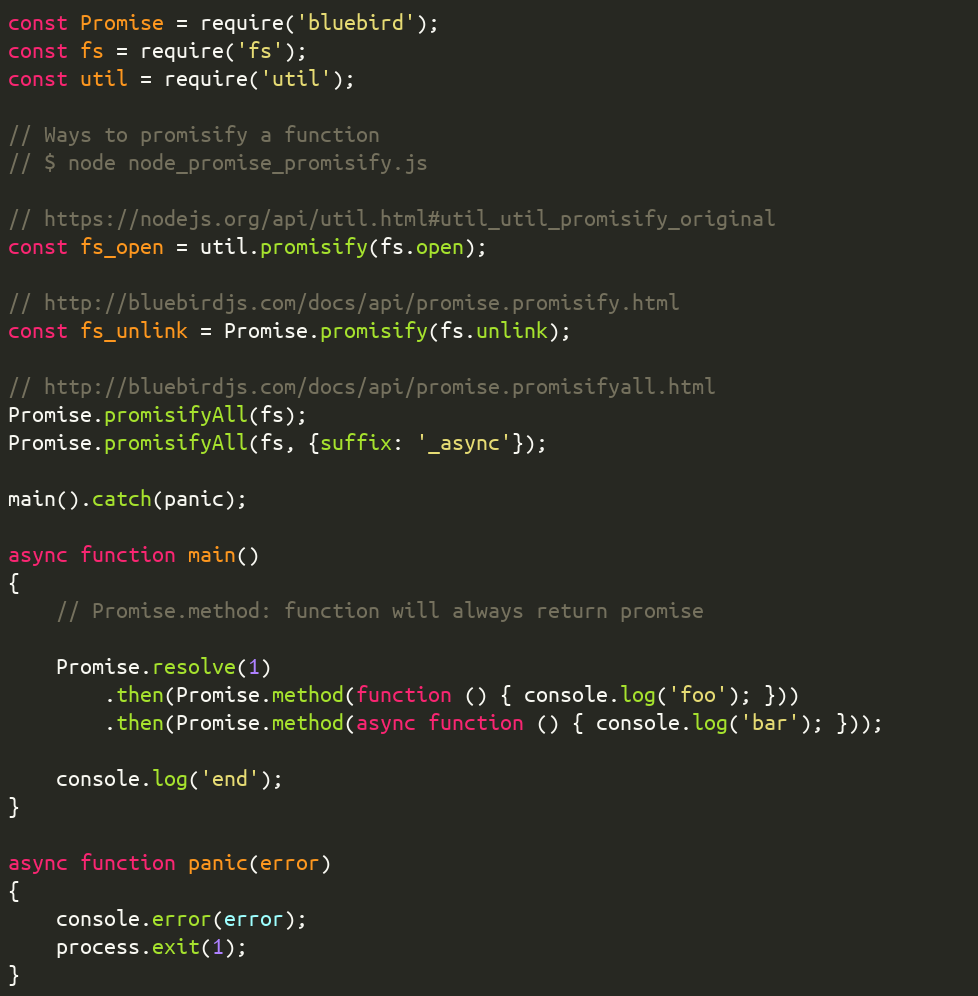 const Promise = require('bluebird');
const fs = require('fs');
const util = require('util');

// Ways to promisify a function
// $ node node_promise_promisify.js

// https://nodejs.org/api/util.html#util_util_promisify_original
const fs_open = util.promisify(fs.open);

// http://bluebirdjs.com/docs/api/promise.promisify.html
const fs_unlink = Promise.promisify(fs.unlink);

// http://bluebirdjs.com/docs/api/promise.promisifyall.html
Promise.promisifyAll(fs);
Promise.promisifyAll(fs, {suffix: '_async'});

main().catch(panic);

async function main()
{
    // Promise.method: function will always return promise

    Promise.resolve(1)
        .then(Promise.method(function () { console.log('foo'); }))
        .then(Promise.method(async function () { console.log('bar'); }));

    console.log('end');
}

async function panic(error)
{
    console.error(error);
    process.exit(1);
}